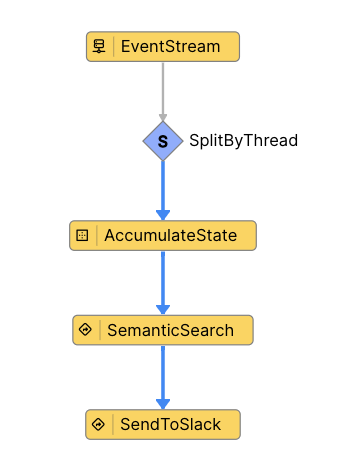 EventStream
S
SplitByThread
AccumulateState
SemanticSearch
SendToSlack